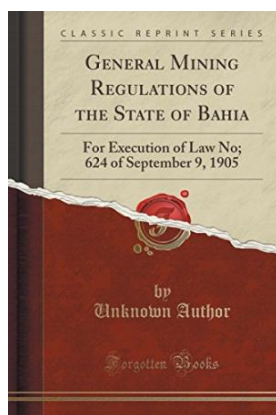 CLASSIC REPRINT SERIES
GENERAL MINING
REGULATIONS OF
THE STATE OF BAHIA
For Execution of Law No;
624 of September 9, 1905
by
Unknown Author
Forgotten Books